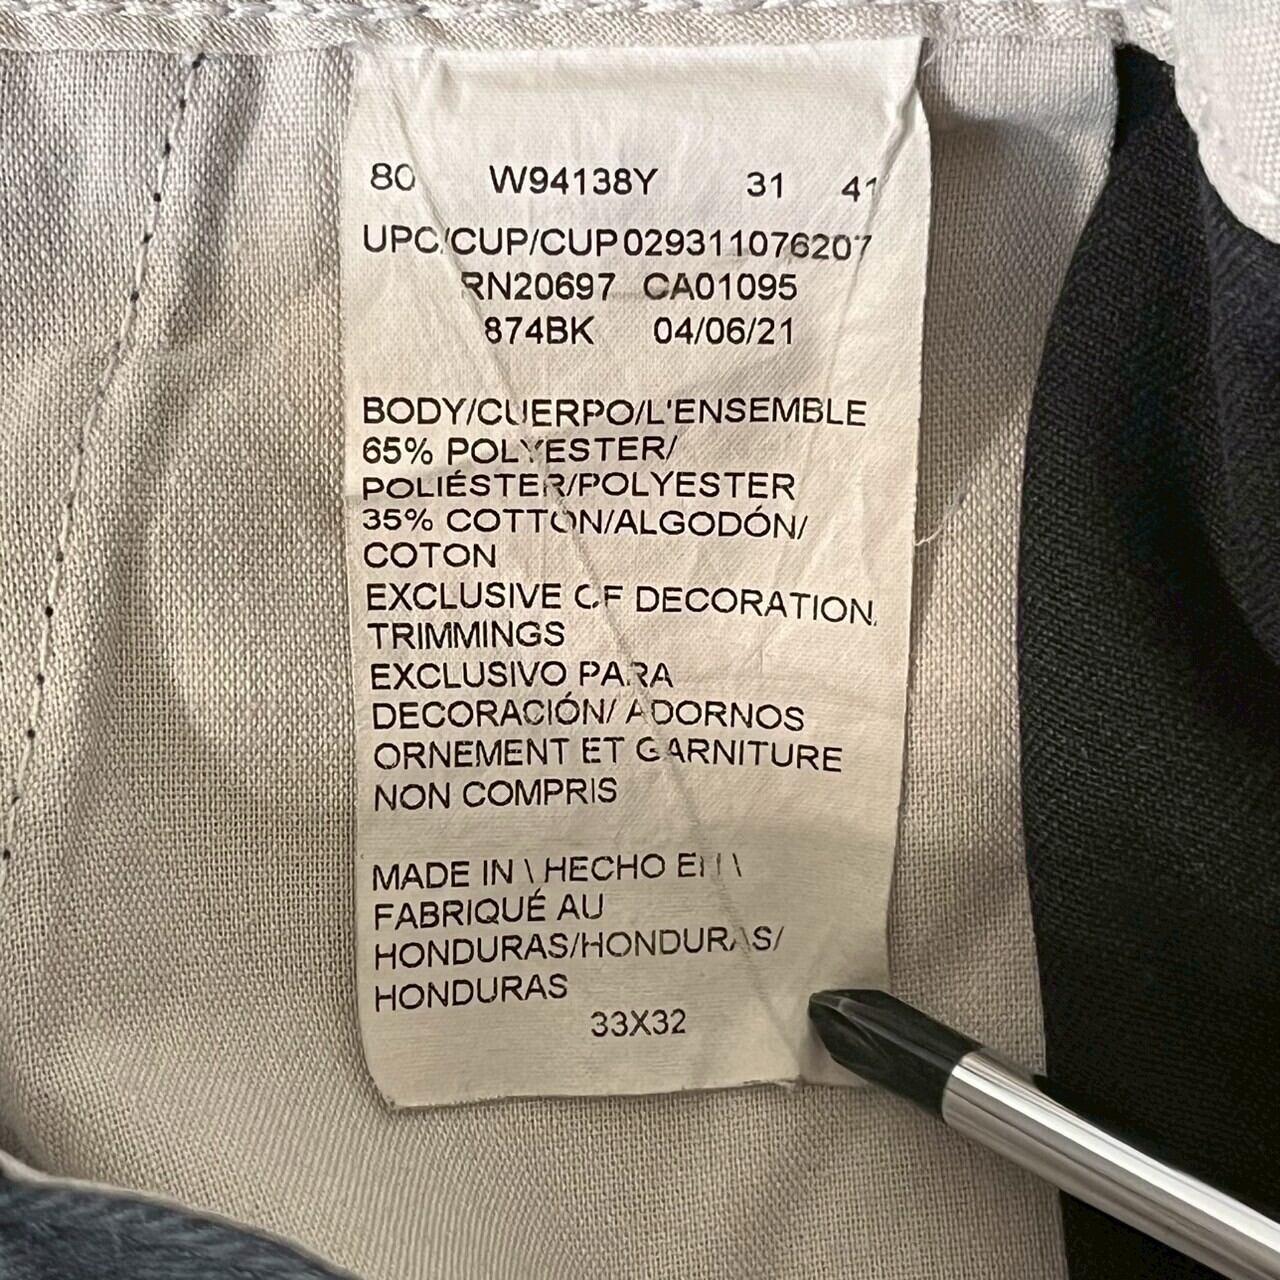 80 W94138Y 31 41
UPC/CUP/CUP 029311076207
RN20697 CA01095
874BK 04/06/21
BODY/CUERPO/L'ENSEMBLE
65% POLYESTER/
POLIÉSTER/POLYESTER
35% COTTON/ALGODÓN/
COTON
EXCLUSIVE OF DECORATION,
TRIMMINGS
EXCLUSIVO PARA
DECORACIÓN/ ADORNOS
ORNEMENT ET GARNITURE
NON COMPRIS
MADE IN \ HECHO EN \
FABRIQUÉ AU
HONDURAS/HONDURAS/
HONDURAS
33X32